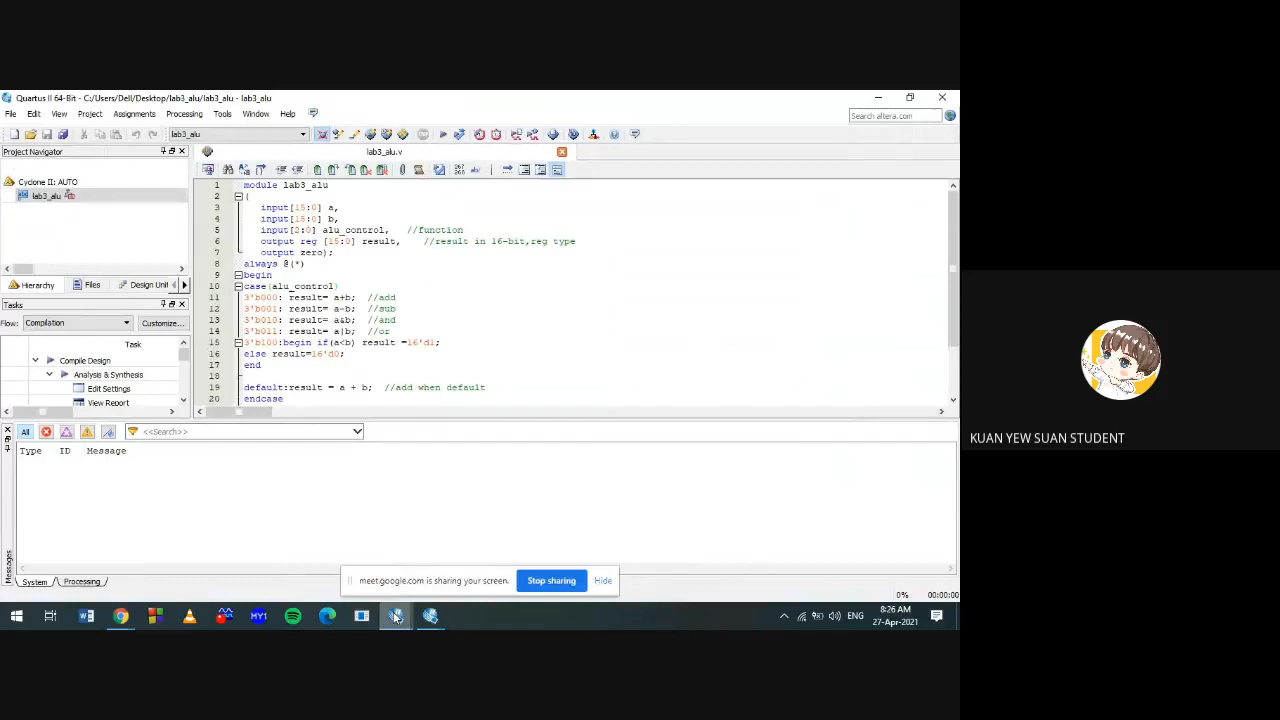 Quartus II 64-Bit - C:/Users/Dell/Desktop/lab3_alu/lab3_alu - lab3_alu
File Edit View Project Assignments Processing Tools Window Help
Search altera.com
lab3_alu
Project Navigator
lab3_alu.v
Cyclone II: AUTO
lab3_alu
Hierarchy Files Design Unit
Tasks
Flow: Compilation Customize...
Task
Compile Design
Analysis & Synthesis
Edit Settings
View Report
1 module lab3_alu
2 (
3 input[15:0] a,
4 input[15:0] b,
5 input[2:0] alu_control, //function
6 output reg [15:0] result, //result in 16-bit,reg type
7 output zero);
8 always @(*)
9 begin
10 case(alu_control)
11 3'b000: result= a+b; //add
12 3'b001: result= a-b; //sub
13 3'b010: result= a&b; //and
14 3'b011: result= a|b; //or
15 3'b100:begin if(a<b) result =16'd1;
16 else result=16'd0;
17 end
18
19 default:result = a + b; //add when default
20 endcase
All <<Search>>
Type ID Message
Messages
System Processing
meet.google.com is sharing your screen. Stop sharing Hide
0% 00:00:00
MY1
ENG
8:26 AM
27-Apr-2021
KUAN YEW SUAN STUDENT